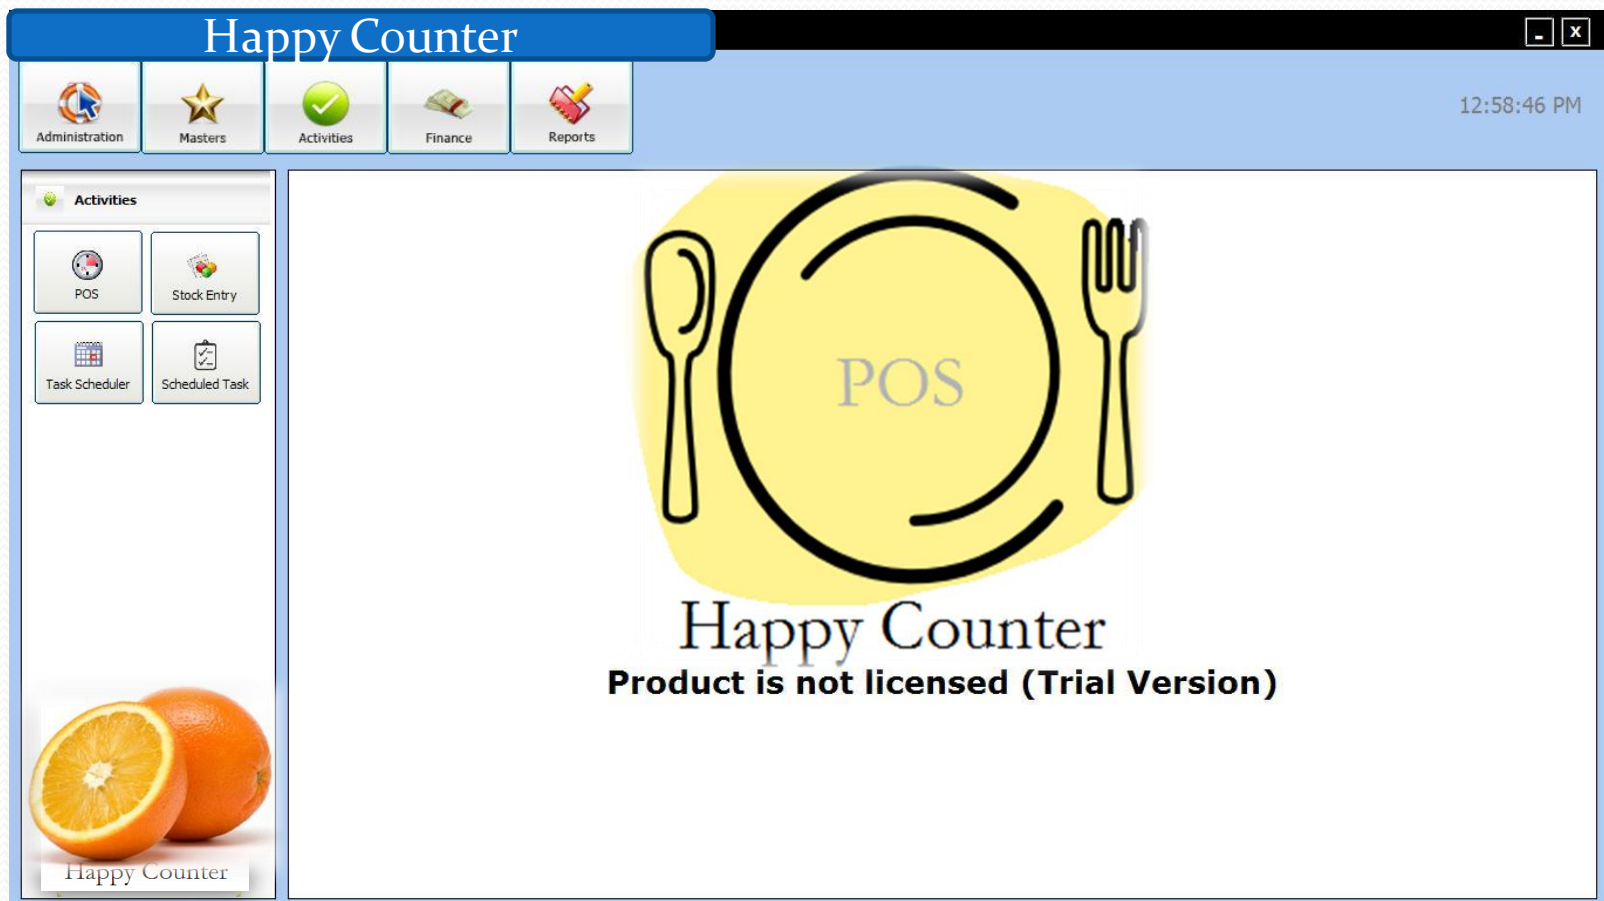 Happy Counter
- X
Administration
Masters
Activities
Finance
Reports
12:58:46 PM
Activities
POS
Stock Entry
Task Scheduler
Scheduled Task
POS
Happy Counter
Product is not licensed (Trial Version)
Happy Counter